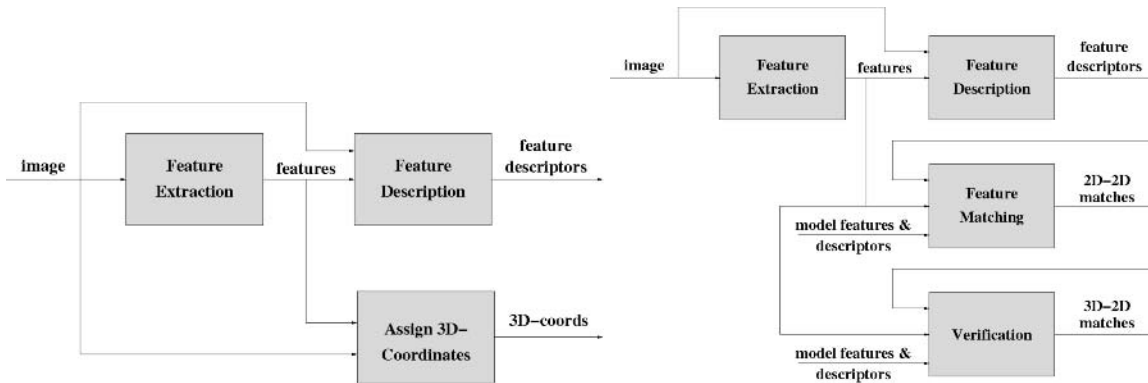 image
Feature
Extraction
features
Feature
Description
feature
descriptors
Assign 3D-
Coordinates
3D-coords
image
Feature
Extraction
features
Feature
Description
feature
descriptors
Feature
Matching
2D-2D
matches
model features &
descriptors
Verification
3D-2D
matches
model features &
descriptors